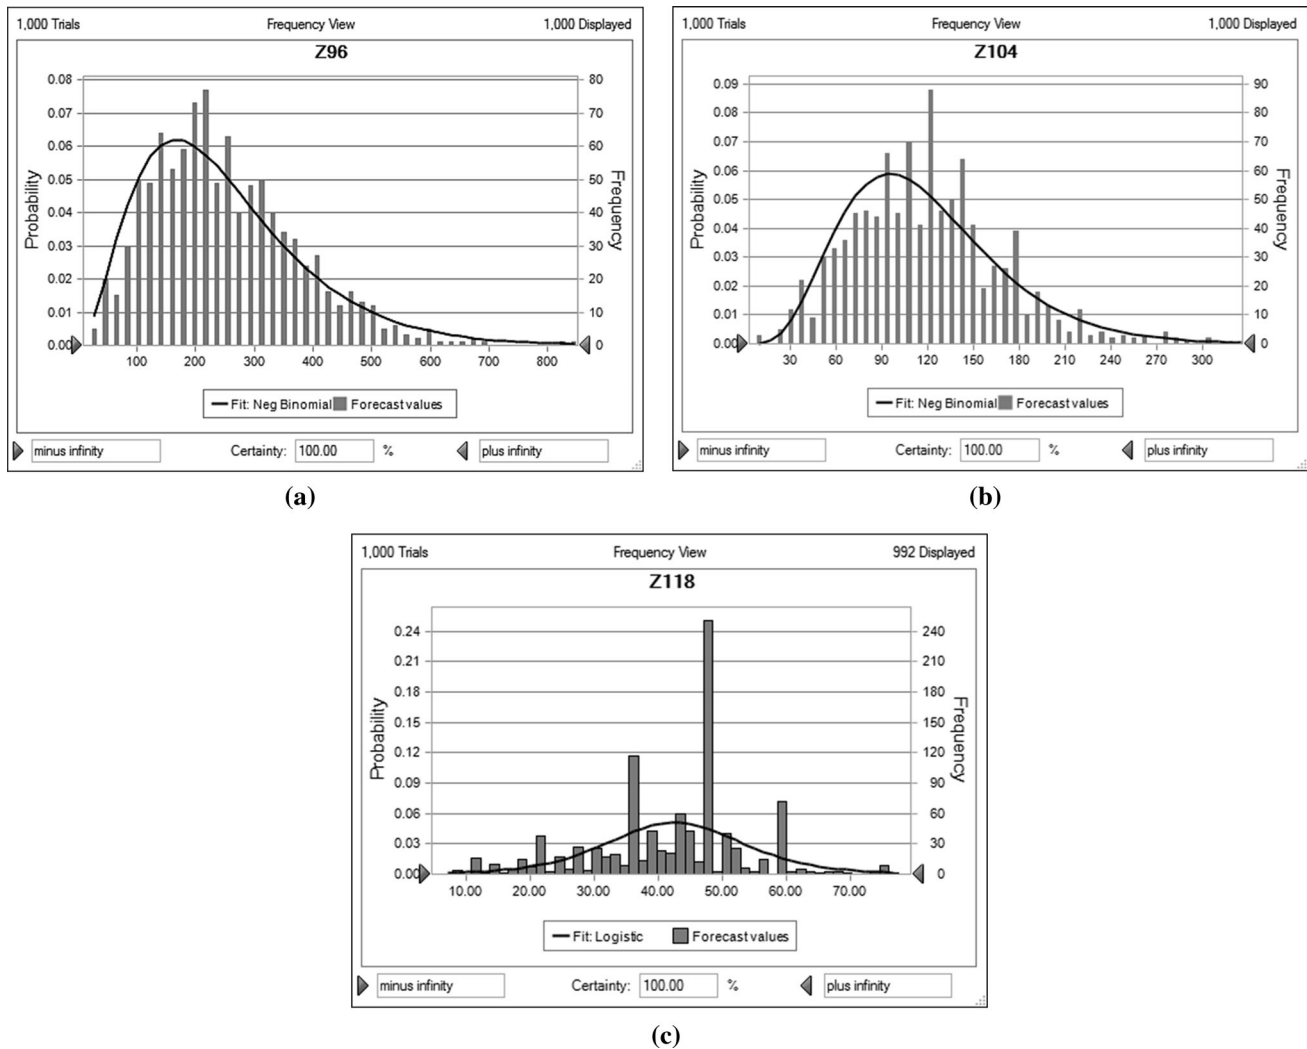 1,000 Trials Frequency View 1,000 Displayed
Z96
0.08 80
0.07 70
0.06 60
0.05 50
0.04 40
0.03 30
0.02 20
0.01 10
0.00 0
Probability
Frequency
100 200 300 400 500 600 700 800
Fit: Neg Binomial Forecast values
minus infinity Certainty: 100.00 % plus infinity
(a)
1,000 Trials Frequency View 1,000 Displayed
Z104
0.09 90
0.08 80
0.07 70
0.06 60
0.05 50
0.04 40
0.03 30
0.02 20
0.01 10
0.00 0
Probability
Frequency
30 60 90 120 150 180 210 240 270 300
Fit: Neg Binomial Forecast values
minus infinity Certainty: 100.00 % plus infinity
(b)
1,000 Trials Frequency View 992 Displayed
Z118
0.24 240
0.21 210
0.18 180
0.15 150
0.12 120
0.09 90
0.06 60
0.03 30
0.00 0
Probability
Frequency
10.00 20.00 30.00 40.00 50.00 60.00 70.00
Fit: Logistic Forecast values
minus infinity Certainty: 100.00 % plus infinity
(c)